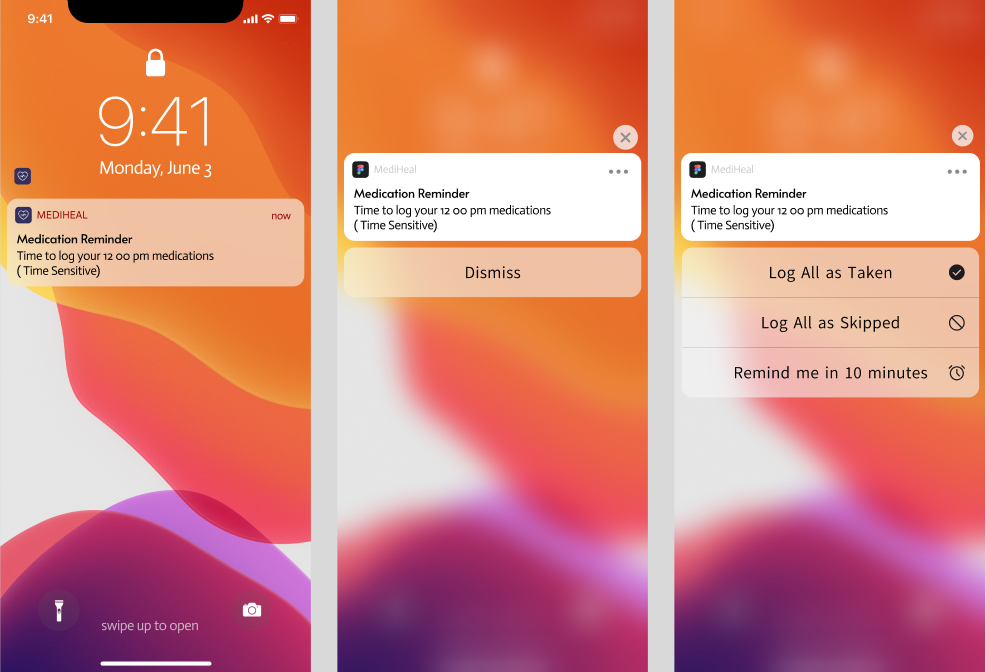 9:41
9:41
Monday, June 3
MEDIHEAL
now
Medication Reminder
Time to log your 12 00 pm medications
( Time Sensitive)
swipe up to open
MediHeal
Medication Reminder
Time to log your 12 00 pm medications
( Time Sensitive)
Dismiss
MediHeal
Medication Reminder
Time to log your 12 00 pm medications
( Time Sensitive)
Log All as Taken
Log All as Skipped
Remind me in 10 minutes